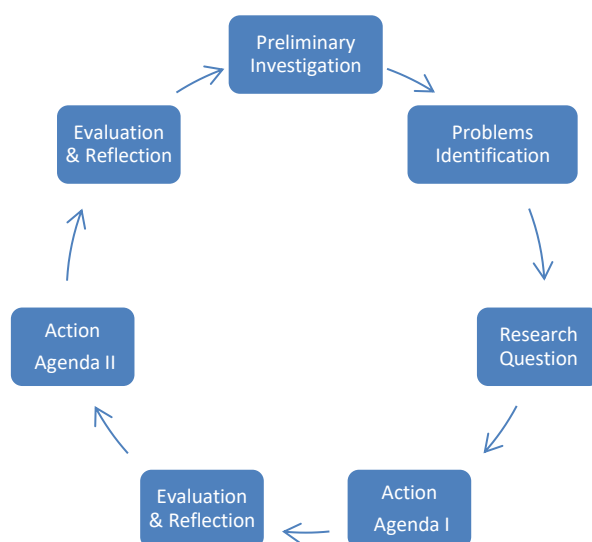 Preliminary
Investigation
Problems
Identification
Research
Question
Action
Agenda I
Evaluation
& Reflection
Action
Agenda II
Evaluation
& Reflection